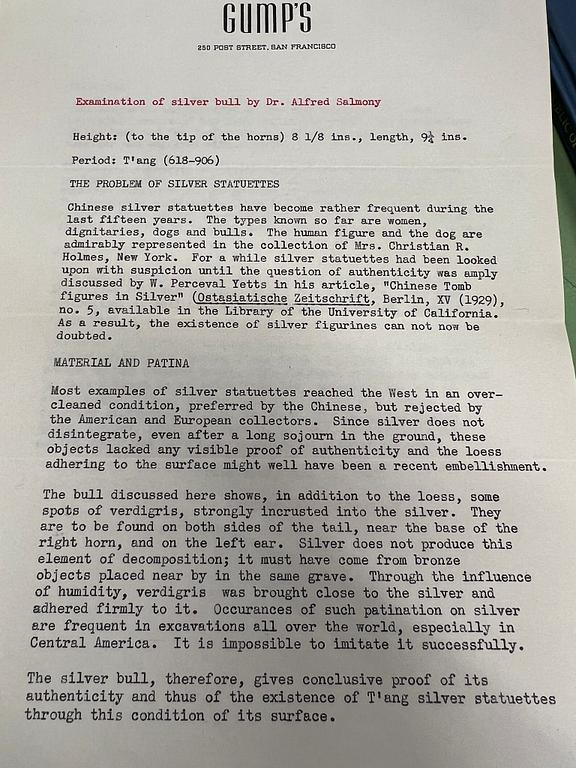 GUMP'S
250 POST STREET, SAN FRANCISCO
Examination of silver bull by Dr. Alfred Salmony
Height: (to the tip of the horns) 8 1/8 ins., length, 9¼ ins.
Period: T'ang (618-906)
THE PROBLEM OF SILVER STATUETTES
Chinese silver statuettes have become rather frequent during the
last fifteen years. The types known so far are women,
dignitaries, dogs and bulls. The human figure and the dog are
admirably represented in the collection of Mrs. Christian R.
Holmes, New York. For a while silver statuettes had been looked
upon with suspicion until the question of authenticity was amply
discussed by W. Perceval Yetts in his article, "Chinese Tomb
figures in Silver" (Ostasiatische Zeitschrift, Berlin, XV (1929),
no. 5, available in the Library of the University of California.
As a result, the existence of silver figurines can not now be
doubted.
MATERIAL AND PATINA
Most examples of silver statuettes reached the West in an over-
cleaned condition, preferred by the Chinese, but rejected by
the American and European collectors. Since silver does not
disintegrate, even after a long sojourn in the ground, these
objects lacked any visible proof of authenticity and the loess
adhering to the surface might well have been a recent embellishment.
The bull discussed here shows, in addition to the loess, some
spots of verdigris, strongly incrusted into the silver. They
are to be found on both sides of the tail, near the base of the
right horn, and on the left ear. Silver does not produce this
element of decomposition; it must have come from bronze
objects placed near by in the same grave. Through the influence
of humidity, verdigris was brought close to the silver and
adhered firmly to it. Occurances of such patination on silver
are frequent in excavations all over the world, especially in
Central America. It is impossible to imitate it successfully.
The silver bull, therefore, gives conclusive proof of its
authenticity and thus of the existence of T'ang silver statuettes
through this condition of its surface.